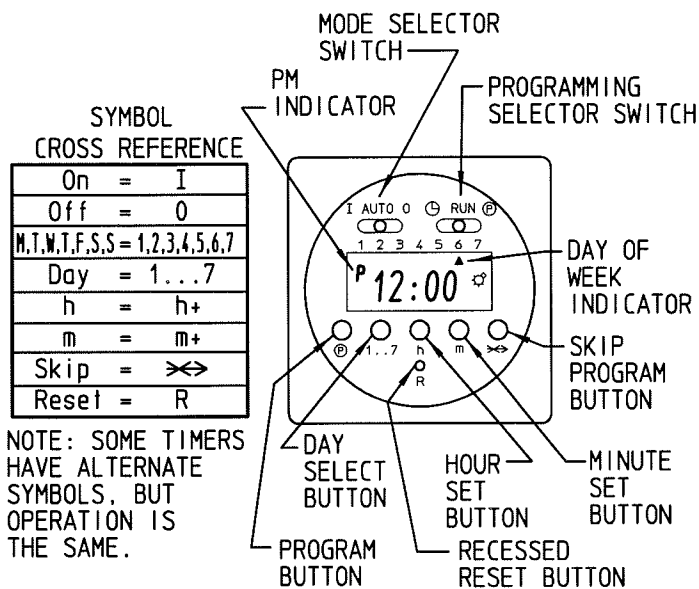 MODE SELECTOR
SWITCH
PM
INDICATOR
PROGRAMMING
SELECTOR SWITCH
SYMBOL
CROSS REFERENCE
On = I
Off = 0
M,T,W,T,F,S,S = 1,2,3,4,5,6,7
Day = 1...7
h = h+
m = m+
Skip = >×<->
Reset = R
NOTE: SOME TIMERS
HAVE ALTERNATE
SYMBOLS, BUT
OPERATION IS
THE SAME.
I AUTO 0 RUN P
1 2 3 4 5 6 7
P 12:00
P 1..7 h m
R
DAY OF
WEEK
INDICATOR
SKIP
PROGRAM
BUTTON
DAY
SELECT
BUTTON
HOUR
SET
BUTTON
MINUTE
SET
BUTTON
PROGRAM
BUTTON
RECESSED
RESET BUTTON